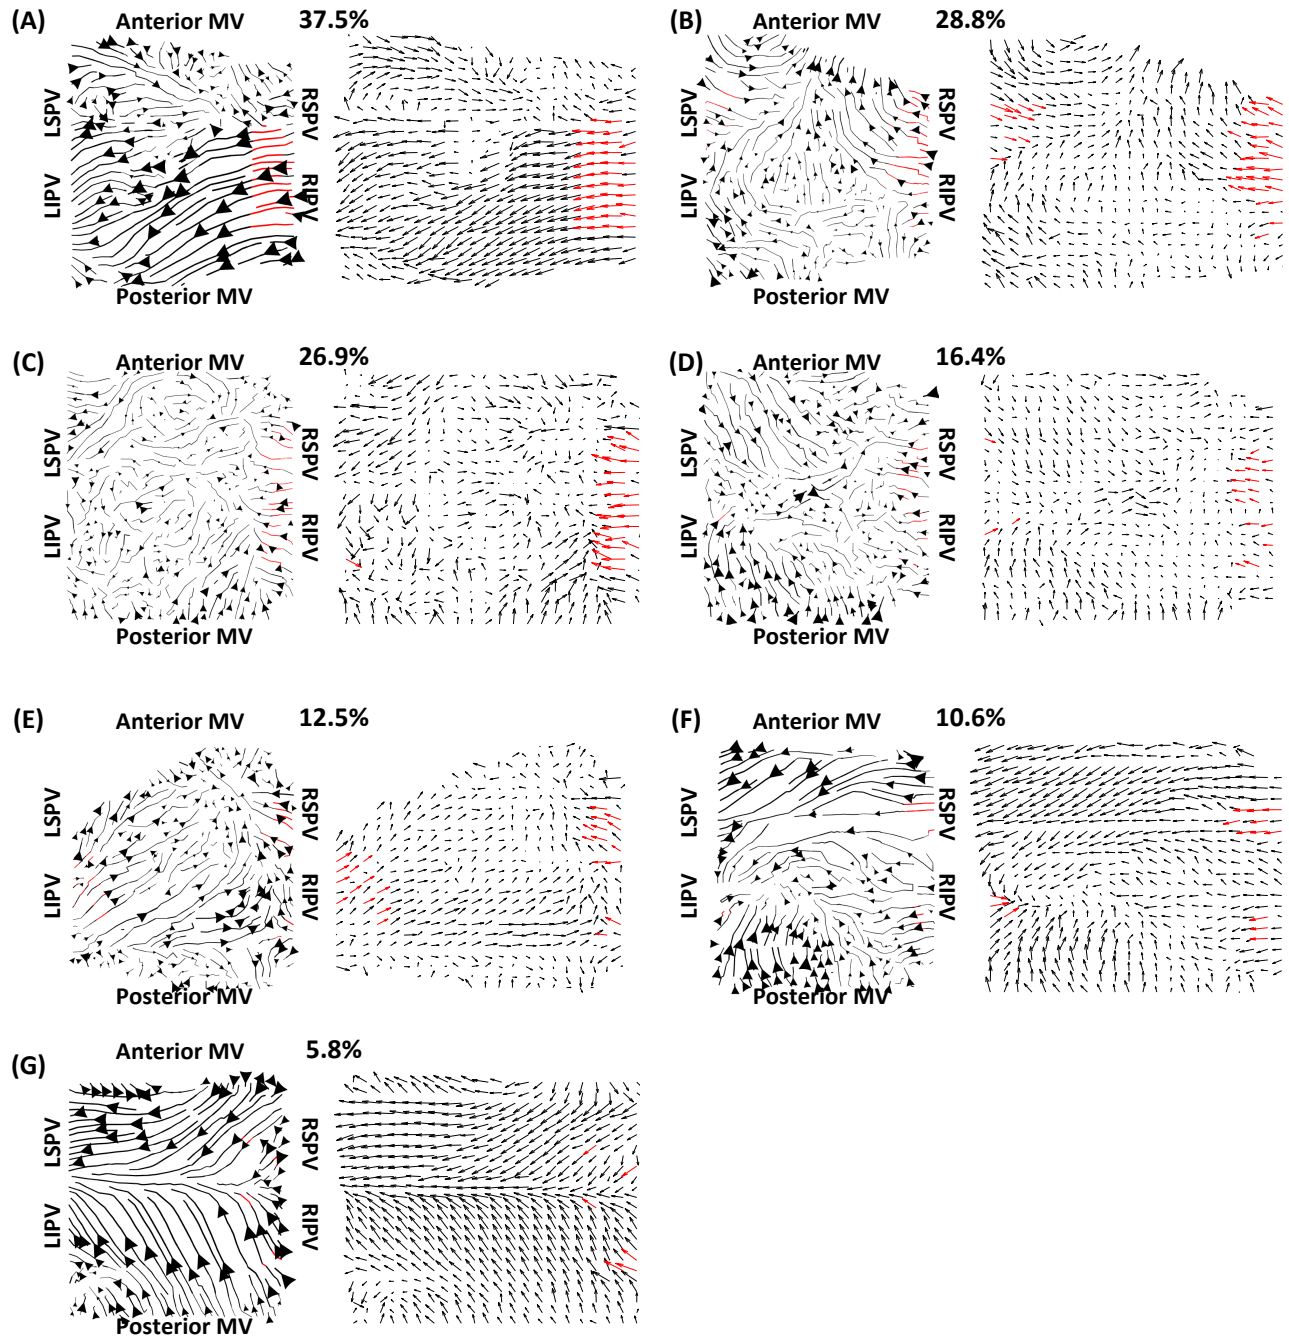 (A) Anterior MV 37.5%
LSPV
RSPV
LIPV
RIPV
Posterior MV
(B) Anterior MV 28.8%
LSPV
RSPV
LIPV
RIPV
Posterior MV
(C) Anterior MV 26.9%
LSPV
RSPV
LIPV
RIPV
Posterior MV
(D) Anterior MV 16.4%
LSPV
RSPV
LIPV
RIPV
Posterior MV
(E) Anterior MV 12.5%
LSPV
RSPV
LIPV
RIPV
Posterior MV
(F) Anterior MV 10.6%
LSPV
RSPV
LIPV
RIPV
Posterior MV
(G) Anterior MV 5.8%
LSPV
RSPV
LIPV
RIPV
Posterior MV